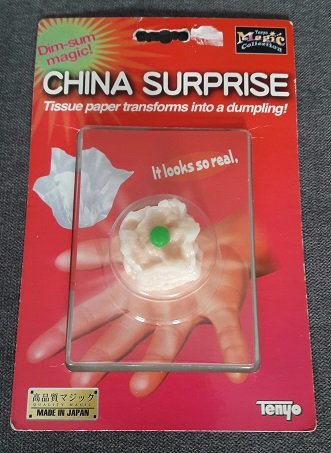 Dim-sum
magic!
Tenyo
Magic
Collection
CHINA SURPRISE
Tissue paper transforms into a dumpling!
It looks so real.
高品質マジック
QUALITY MAGIC
MADE IN JAPAN
Tenyo